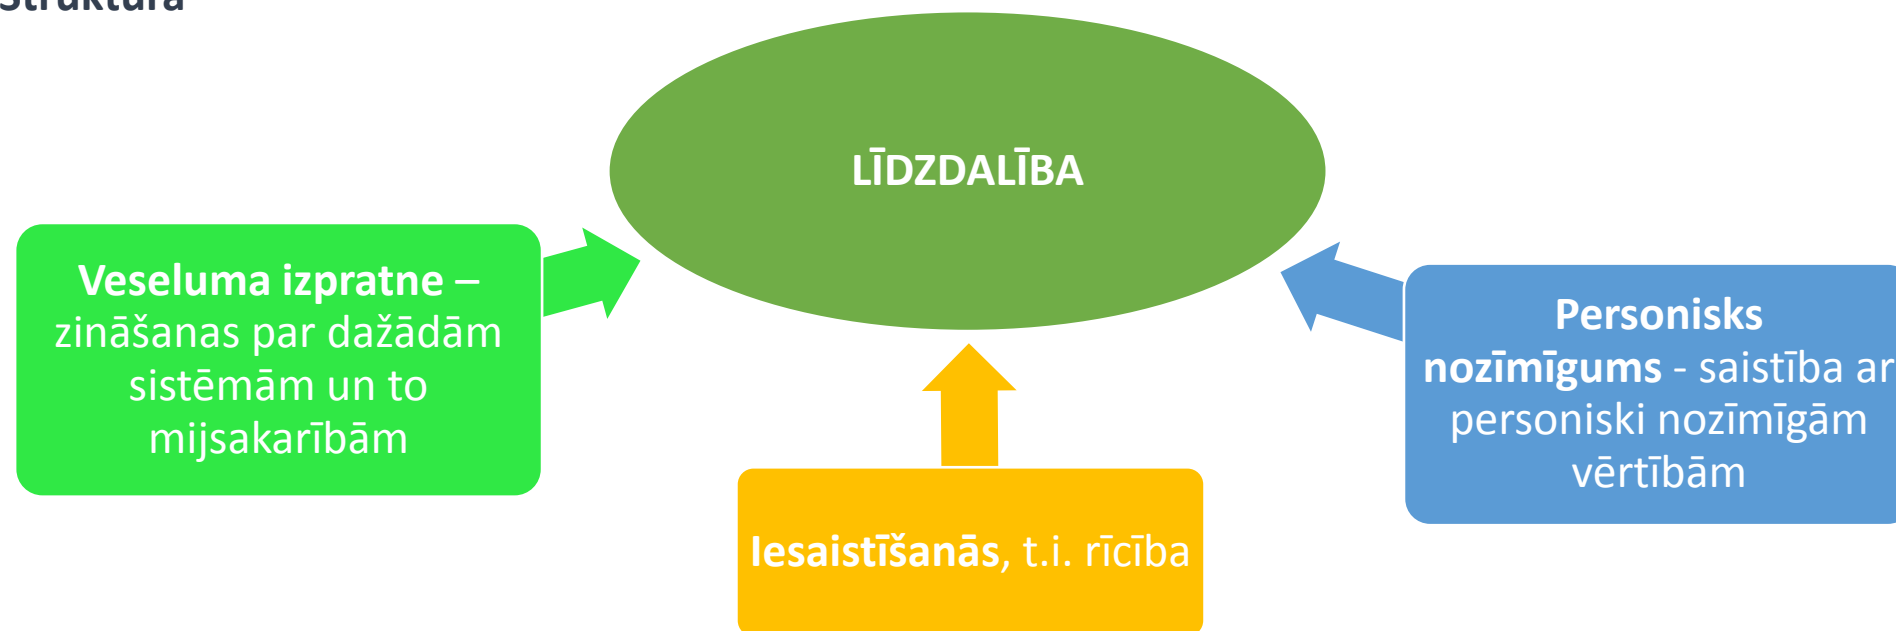 Struktūra
LĪDZDALĪBA
Veseluma izpratne –
zināšanas par dažādām
sistēmām un to
mijsakarībām
Iesaistīšanās, t.i. rīcība
Personisks
nozīmīgums - saistība ar
personiski nozīmīgām
vērtībām